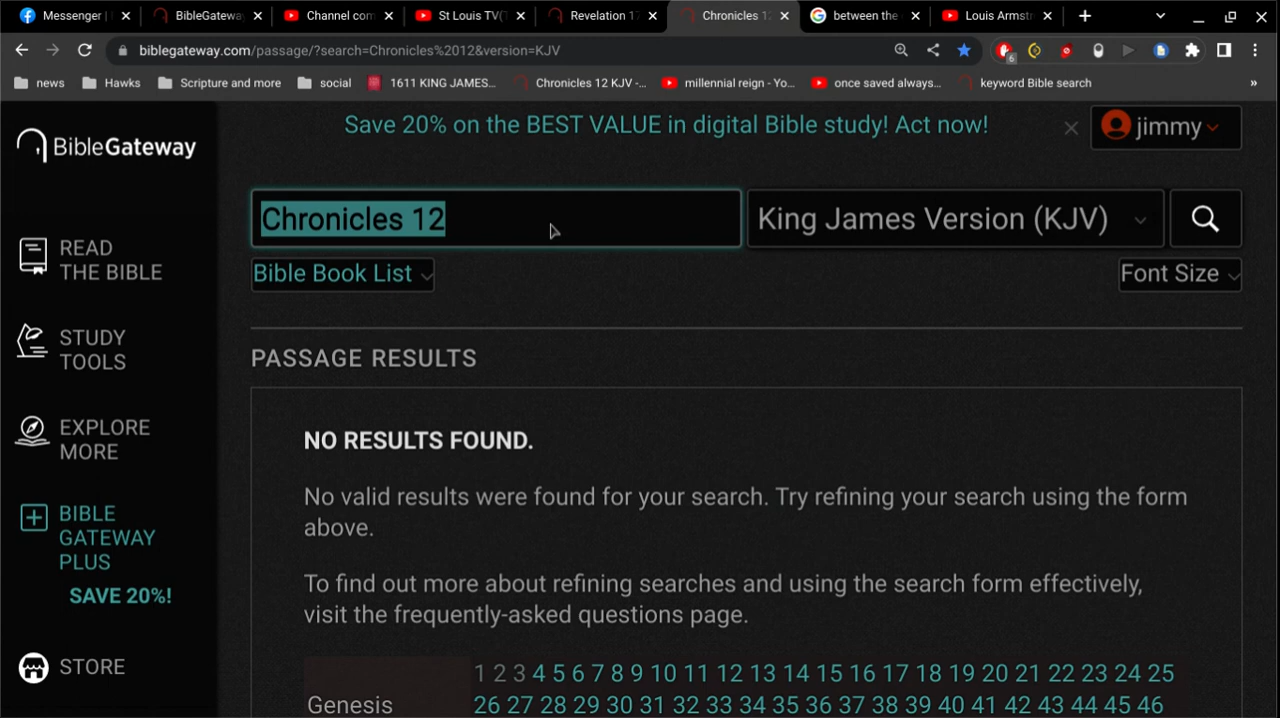 Messenger |
BibleGateway
Channel com
St Louis TV(T
Revelation 17
Chronicles 12
between the
Louis Armstr
biblegateway.com/passage/?search=Chronicles%2012&version=KJV
6
news
Hawks
Scripture and more
social
1611 KING JAMES...
Chronicles 12 KJV -...
millennial reign - Yo...
once saved always...
keyword Bible search
»
Save 20% on the BEST VALUE in digital Bible study! Act now!
jimmy
BibleGateway
Chronicles 12
King James Version (KJV)
Bible Book List
Font Size
READ
THE BIBLE
STUDY
TOOLS
EXPLORE
MORE
BIBLE
GATEWAY
PLUS
SAVE 20%!
STORE
PASSAGE RESULTS
NO RESULTS FOUND.
No valid results were found for your search. Try refining your search using the form
above.
To find out more about refining searches and using the search form effectively,
visit the frequently-asked questions page.
Genesis
1 2 3 4 5 6 7 8 9 10 11 12 13 14 15 16 17 18 19 20 21 22 23 24 25
26 27 28 29 30 31 32 33 34 35 36 37 38 39 40 41 42 43 44 45 46